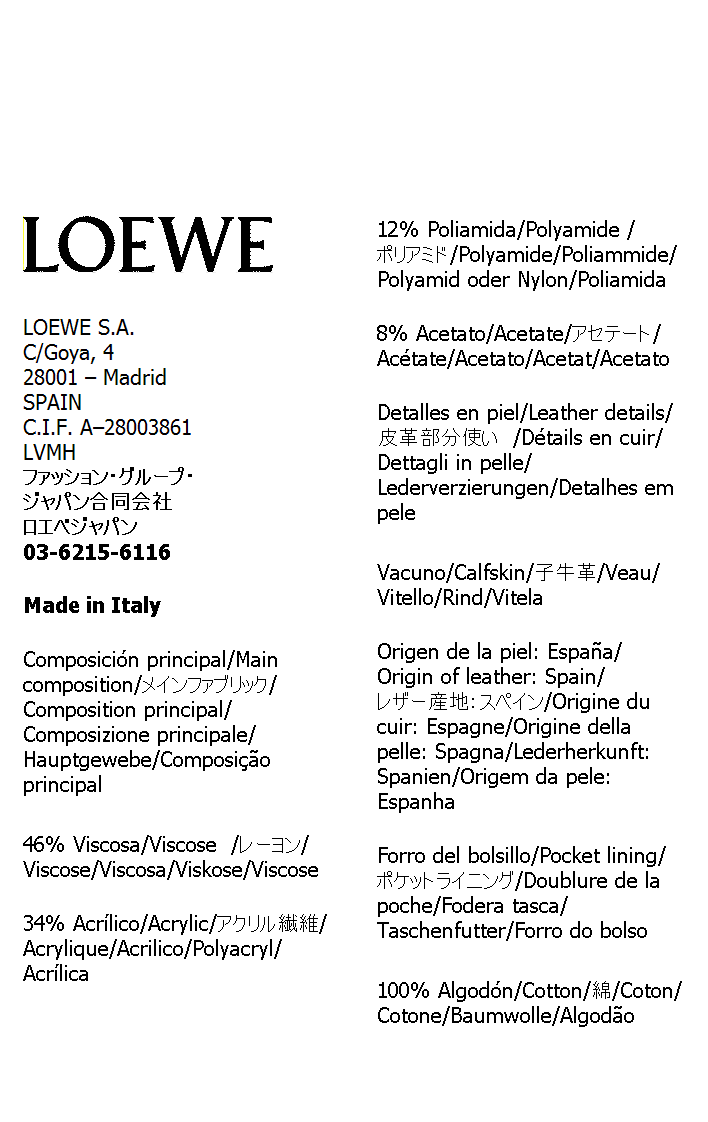 LOEWE
LOEWE S.A.
C/Goya, 4
28001 – Madrid
SPAIN
C.I.F. A–28003861
LVMH
ファッション・グループ・
ジャパン合同会社
ロエベジャパン
03-6215-6116
Made in Italy
Composición principal/Main
composition/メインファブリック/
Composition principal/
Composizione principale/
Hauptgewebe/Composição
principal
46% Viscosa/Viscose /レーヨン/
Viscose/Viscosa/Viskose/Viscose
34% Acrílico/Acrylic/アクリル繊維/
Acrylique/Acrilico/Polyacryl/
Acrílica
12% Poliamida/Polyamide /
ポリアミド/Polyamide/Poliammide/
Polyamid oder Nylon/Poliamida
8% Acetato/Acetate/アセテート/
Acétate/Acetato/Acetat/Acetato
Detalles en piel/Leather details/
皮革部分使い /Détails en cuir/
Dettagli in pelle/
Lederverzierungen/Detalhes em
pele
Vacuno/Calfskin/子牛革/Veau/
Vitello/Rind/Vitela
Origen de la piel: España/
Origin of leather: Spain/
レザー産地：スペイン/Origine du
cuir: Espagne/Origine della
pelle: Spagna/Lederherkunft:
Spanien/Origem da pele:
Espanha
Forro del bolsillo/Pocket lining/
ポケットライニング/Doublure de la
poche/Fodera tasca/
Taschenfutter/Forro do bolso
100% Algodón/Cotton/綿/Coton/
Cotone/Baumwolle/Algodão